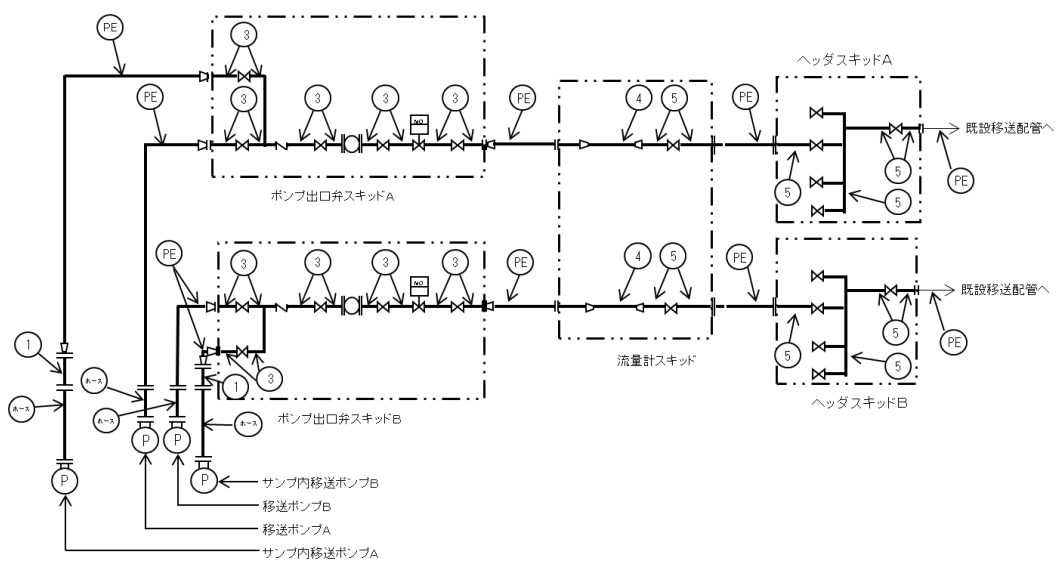 PE
3
PE
3
3
3
NO
3
PE
4
5
PE
ヘッダスキッドA
既設移送配管へ
5
5
5
PE
ポンプ出口弁スキッドA
PE
3
3
3
NO
3
PE
4
5
PE
ヘッダスキッドB
既設移送配管へ
5
5
5
PE
流量計スキッド
ポンプ出口弁スキッドB
1
3
1
ホース
ホース
ホース
ホース
P
P
P
P
サンプ内移送ポンプB
移送ポンプB
移送ポンプA
サンプ内移送ポンプA